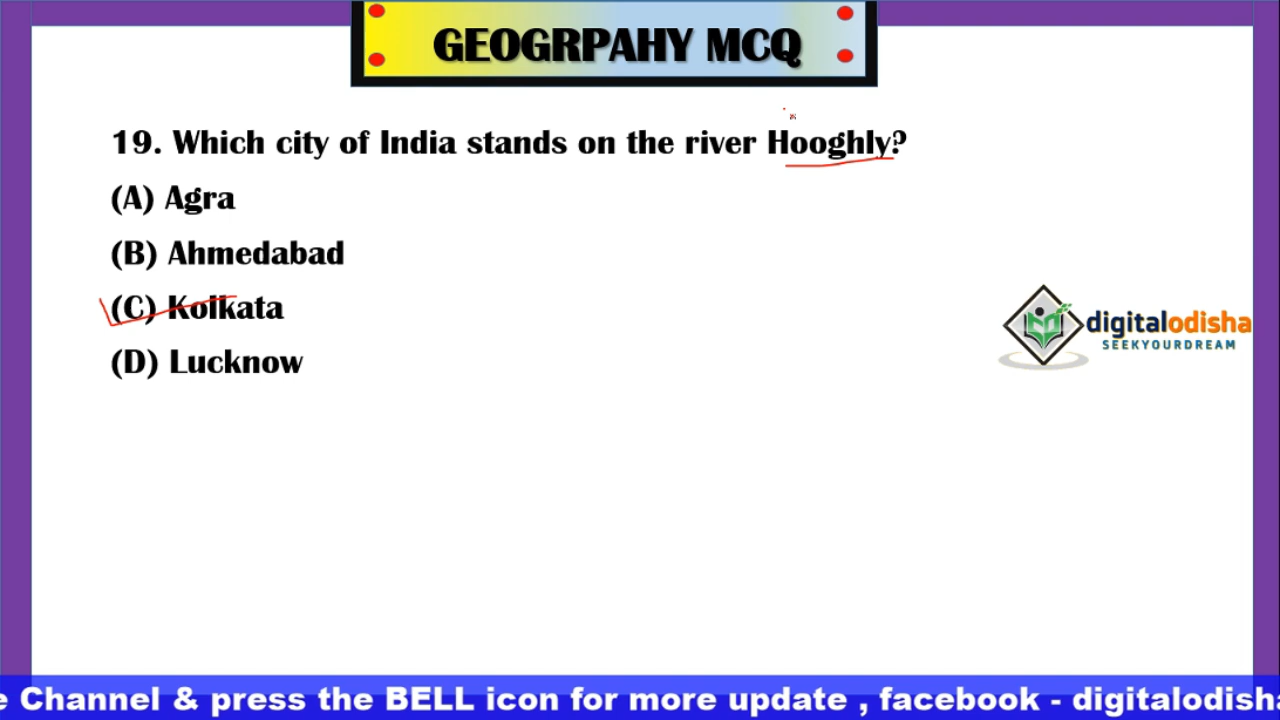 GEOGRPAHY MCQ
19. Which city of India stands on the river Hooghly?
(A) Agra
(B) Ahmedabad
(C) Kolkata
(D) Lucknow
digitalodisha
SEEKYOURDREAM
e Channel & press the BELL icon for more update , facebook - digitalodisha